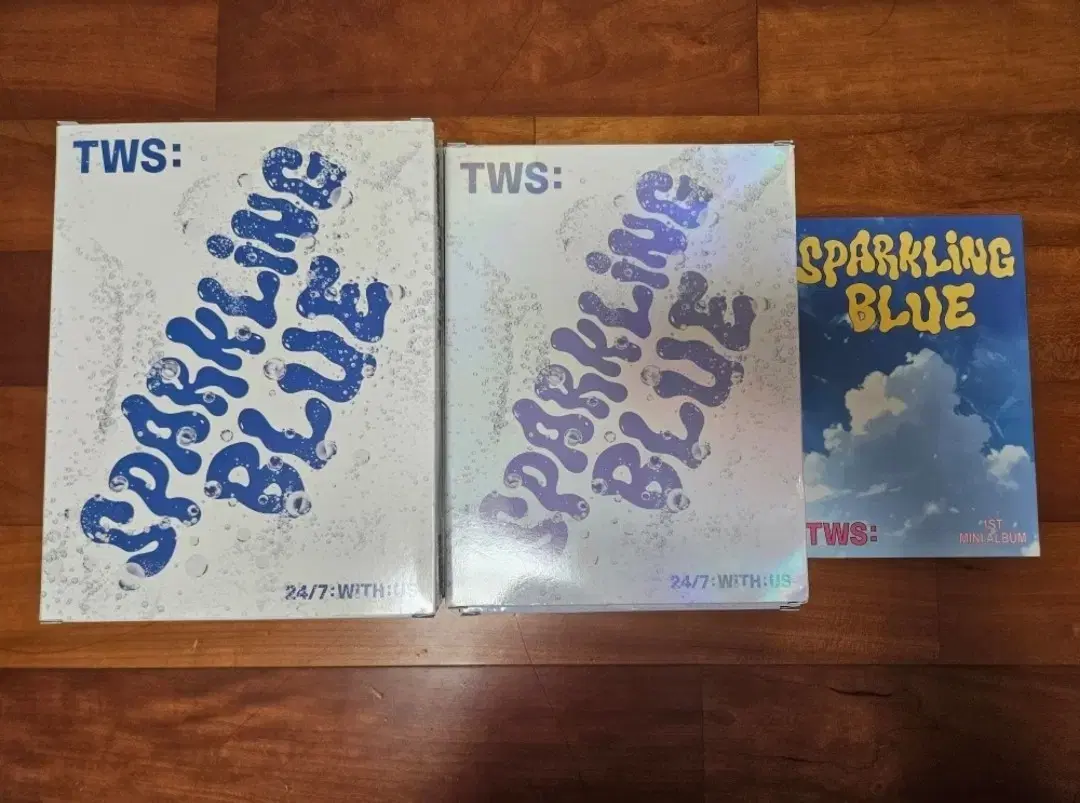 TWS:
SPARKLiNG
BLUE
24/7:WiTH:US
TWS:
SPARKLiNG
BLUE
24/7:WiTH:US
SPARKLiNG
BLUE
TWS:
1ST
MINI ALBUM